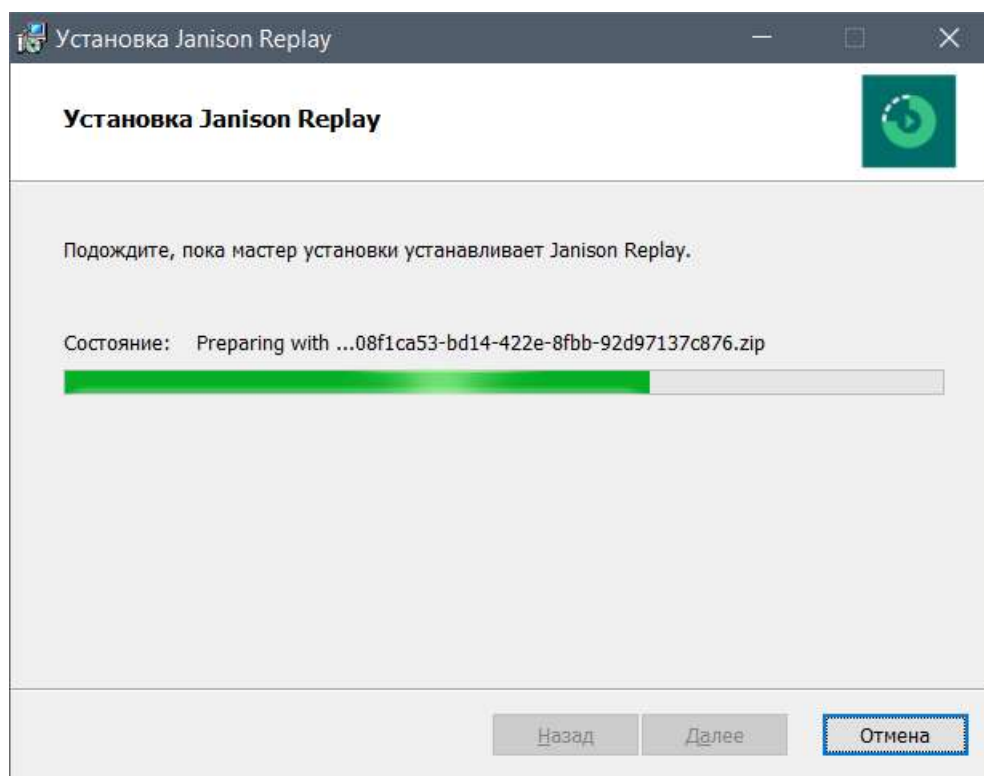 Установка Janison Replay
Установка Janison Replay
Подождите, пока мастер установки устанавливает Janison Replay.
Состояние: Preparing with ...08f1ca53-bd14-422e-8fbb-92d97137c876.zip
Назад Далее Отмена